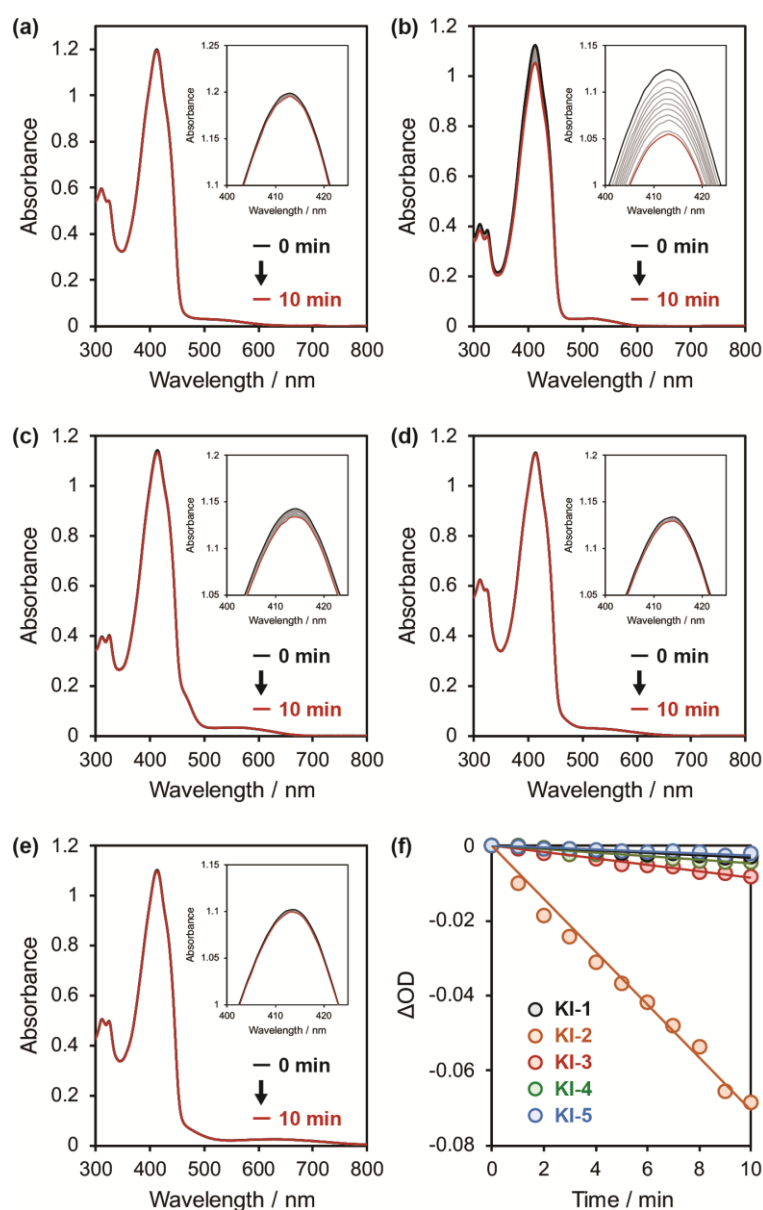 (a)
1.2
1
0.8
0.6
0.4
0.2
0
Absorbance
300 400 500 600 700 800
Wavelength / nm
1.25
1.2
1.15
1.1
Absorbance
400 410 420
Wavelength / nm
0 min
10 min
(b)
1.2
1
0.8
0.6
0.4
0.2
0
Absorbance
300 400 500 600 700 800
Wavelength / nm
1.15
1.1
1.05
1
Absorbance
400 410 420
Wavelength / nm
0 min
10 min
(c)
1.2
1
0.8
0.6
0.4
0.2
0
Absorbance
300 400 500 600 700 800
Wavelength / nm
1.2
1.15
1.1
1.05
Absorbance
400 410 420
Wavelength / nm
0 min
10 min
(d)
1.2
1
0.8
0.6
0.4
0.2
0
Absorbance
300 400 500 600 700 800
Wavelength / nm
1.2
1.15
1.1
1.05
Absorbance
400 410 420
Wavelength / nm
0 min
10 min
(e)
1.2
1
0.8
0.6
0.4
0.2
0
Absorbance
300 400 500 600 700 800
Wavelength / nm
1.15
1.1
1.05
1
Absorbance
400 410 420
Wavelength / nm
0 min
10 min
(f)
0
-0.02
-0.04
-0.06
-0.08
ΔOD
KI-1
KI-2
KI-3
KI-4
KI-5
0 2 4 6 8 10
Time / min